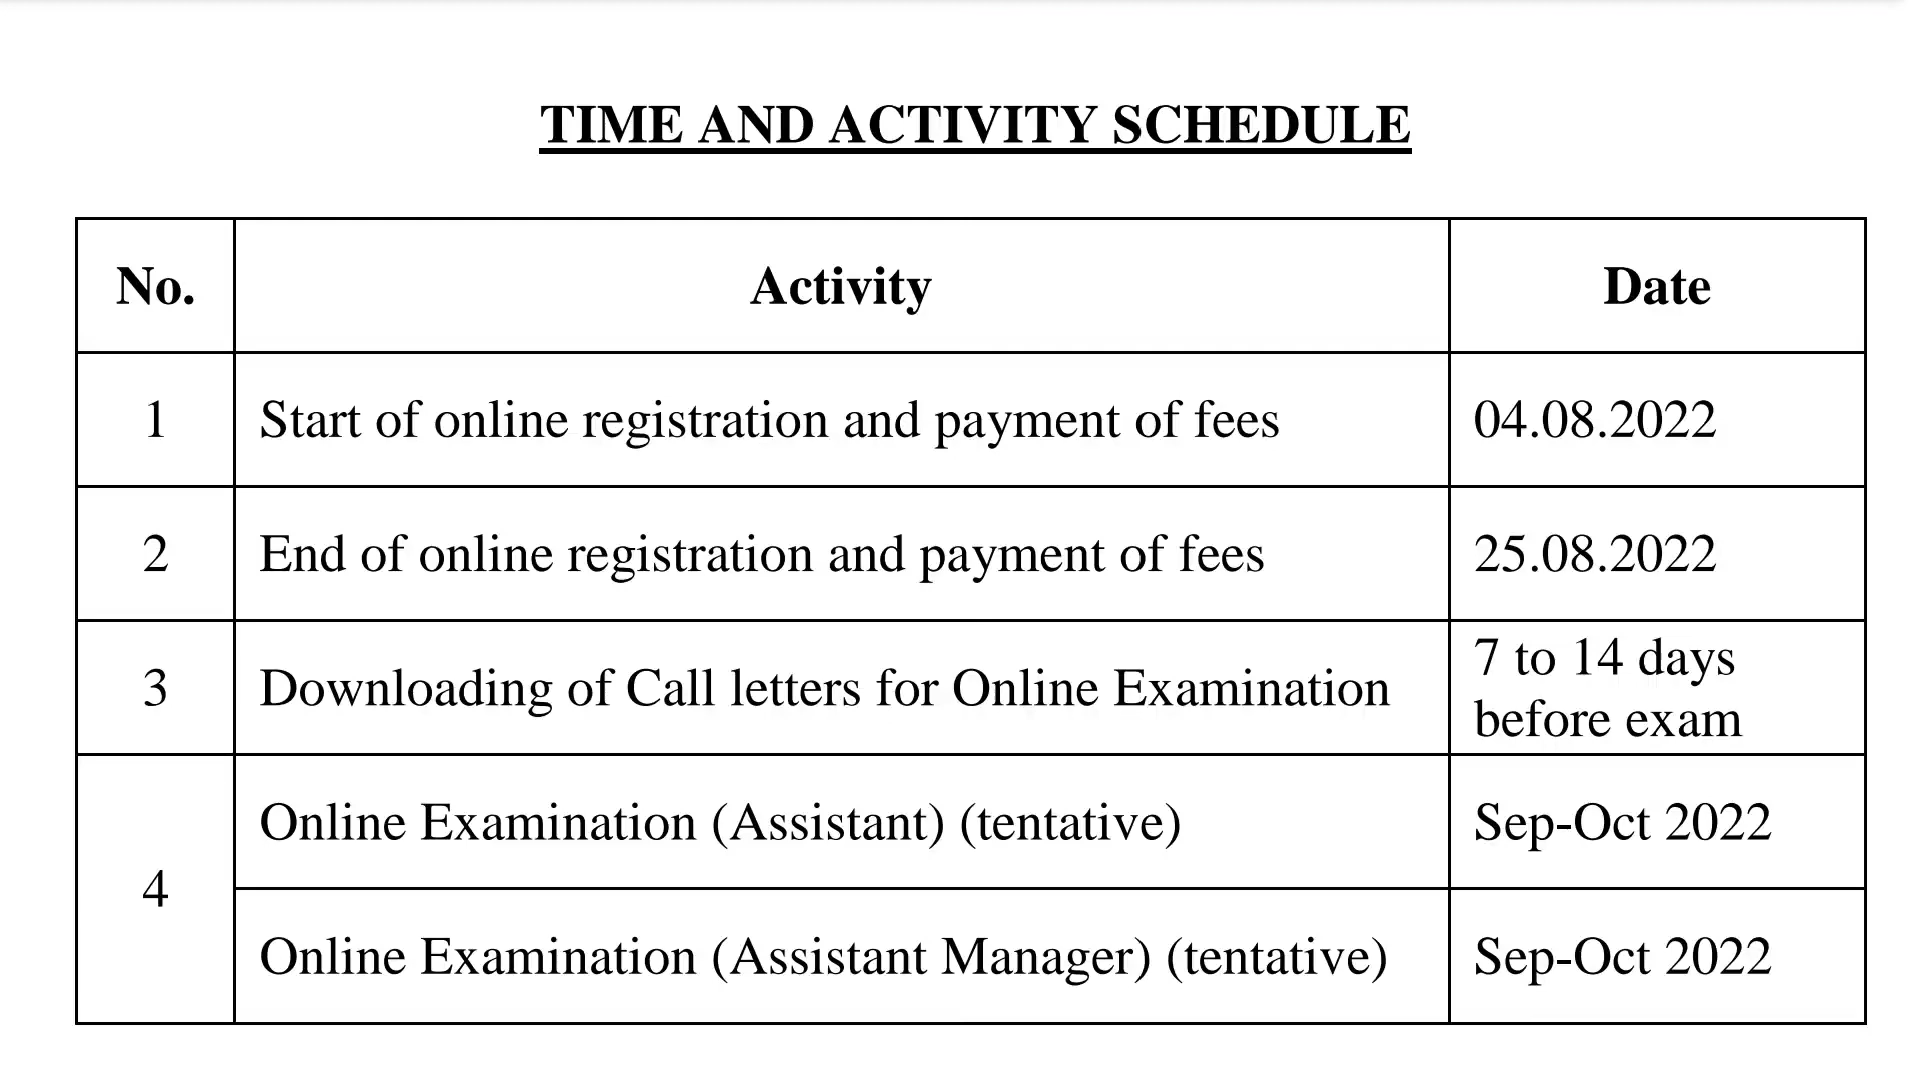 TIME AND ACTIVITY SCHEDULE
No. Activity Date
1 Start of online registration and payment of fees 04.08.2022
2 End of online registration and payment of fees 25.08.2022
3 Downloading of Call letters for Online Examination 7 to 14 days
before exam
4 Online Examination (Assistant) (tentative) Sep-Oct 2022
Online Examination (Assistant Manager) (tentative) Sep-Oct 2022